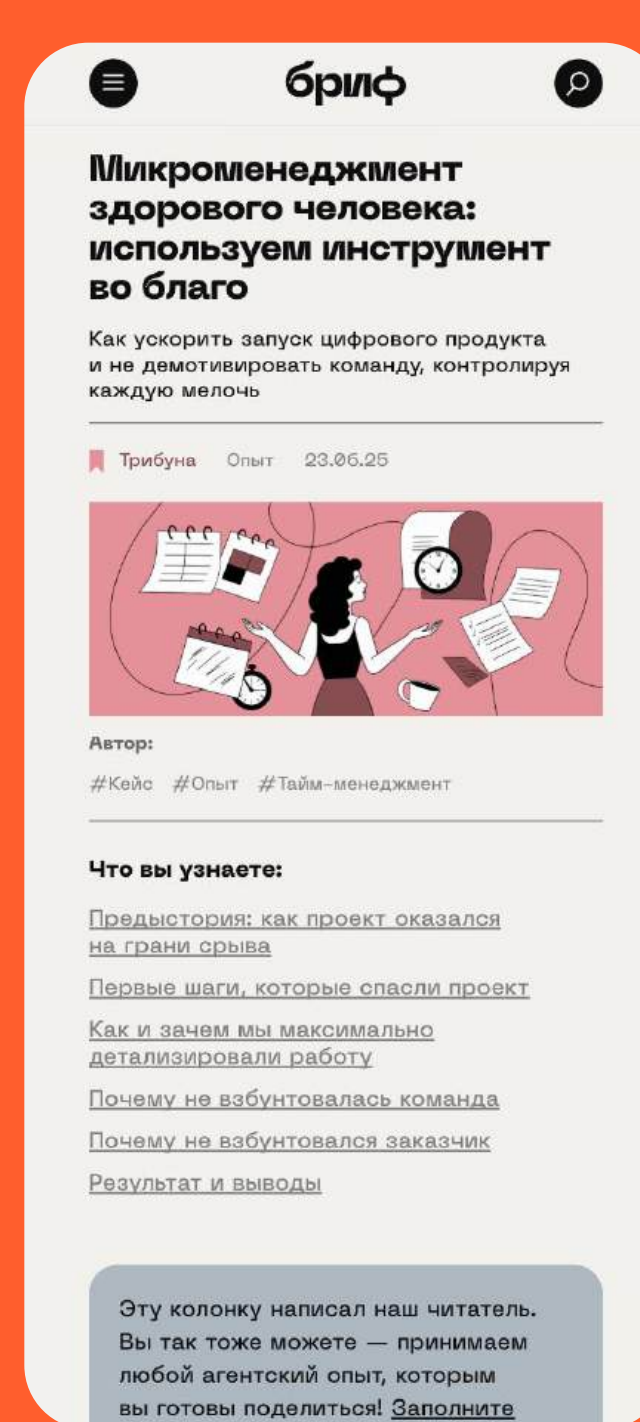 бриф
Микроменеджмент
здорового человека:
используем инструмент
во благо
Как ускорить запуск цифрового продукта
и не демотивировать команду, контролируя
каждую мелочь
Трибуна Опыт 23.06.25
Автор:
#Кейс #Опыт #Тайм-менеджмент
Что вы узнаете:
Предыстория: как проект оказался
на грани срыва
Первые шаги, которые спасли проект
Как и зачем мы максимально
детализировали работу
Почему не взбунтовалась команда
Почему не взбунтовался заказчик
Результат и выводы
Эту колонку написал наш читатель.
Вы так тоже можете — принимаем
любой агентский опыт, которым
вы готовы поделиться! Заполните